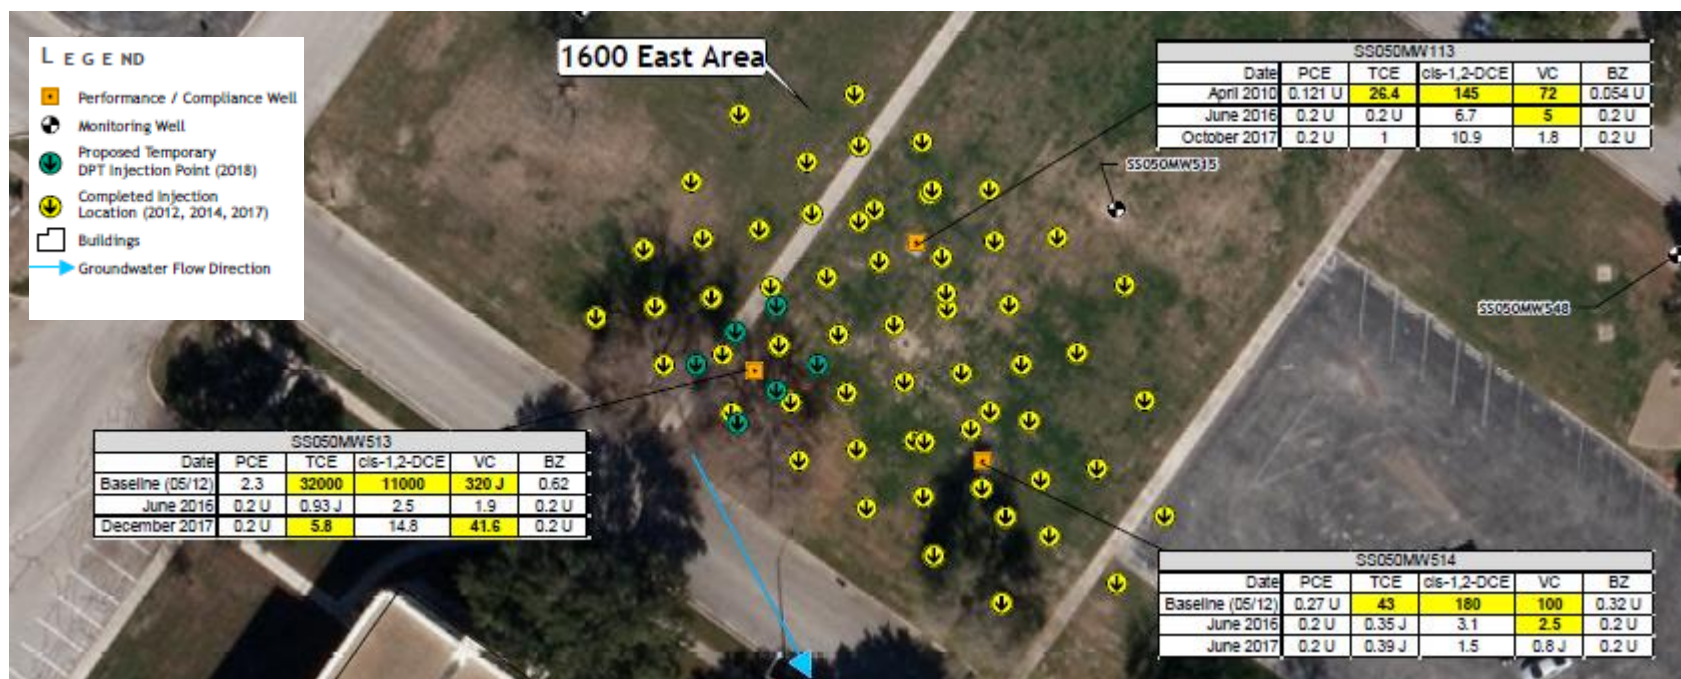 LEGEND
Performance / Compliance Well
Monitoring Well
Proposed Temporary
DPT Injection Point (2018)
Completed Injection
Location (2012, 2014, 2017)
Buildings
Groundwater Flow Direction
1600 East Area
SS050MW113
Date PCE TCE cis-1,2-DCE VC BZ
April 2010 0.121 U 26.4 145 72 0.054 U
June 2016 0.2 U 0.2 U 6.7 5 0.2 U
October 2017 0.2 U 1 10.9 1.8 0.2 U
SS050MW515
SS050MW548
SS050MW513
Date PCE TCE cis-1,2-DCE VC BZ
Baseline (05/12) 2.3 32000 11000 320 J 0.62
June 2016 0.2 U 0.93 J 2.5 1.9 0.2 U
December 2017 0.2 U 5.8 14.8 41.6 0.2 U
SS050MW514
Date PCE TCE cis-1,2-DCE VC BZ
Baseline (05/12) 0.27 U 43 180 100 0.32 U
June 2016 0.2 U 0.35 J 3.1 2.5 0.2 U
June 2017 0.2 U 0.39 J 1.5 0.8 J 0.2 U